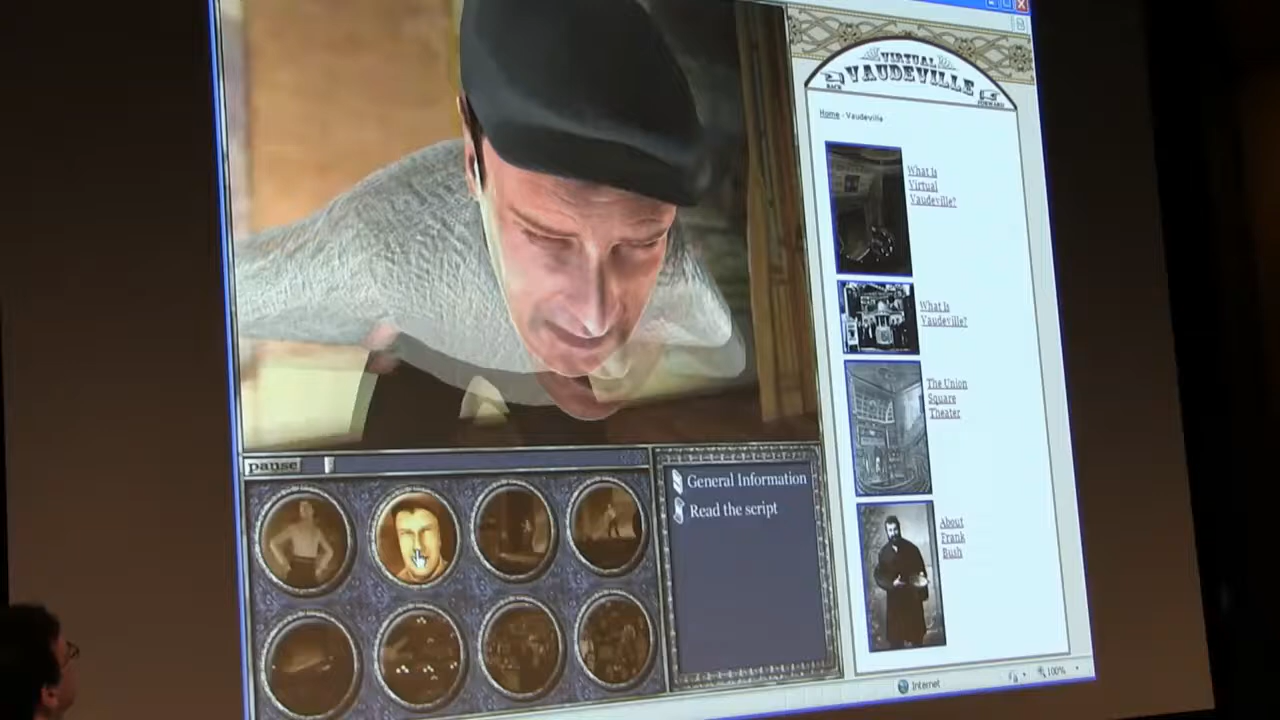 VIRTUAL
VAUDEVILLE
BACK
FORWARD
Home - Vaudeville
What Is
Virtual
Vaudeville?
What Is
Vaudeville?
The Union
Square
Theater
About
Frank
Bush
pause
General Information
Read the script
Internet
100%